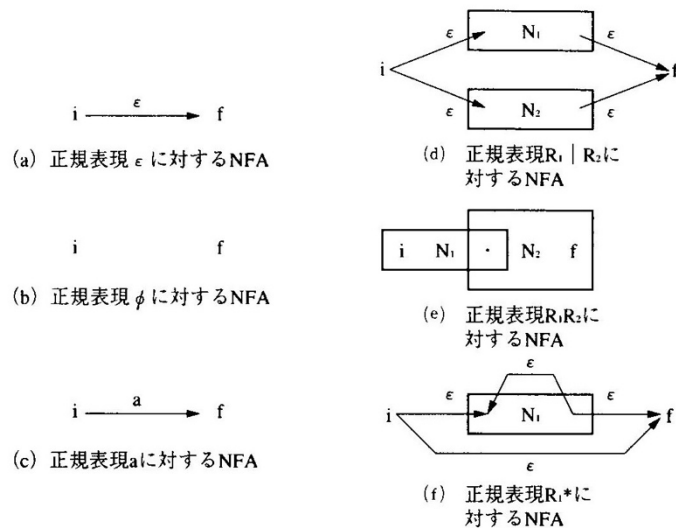 ε
i f
(a) 正規表現 ε に対するNFA
i f
(b) 正規表現 φ に対するNFA
a
i f
(c) 正規表現aに対するNFA
ε N₁ ε
i f
ε N₂ ε
(d) 正規表現R₁｜R₂に
対するNFA
i N₁ · N₂ f
(e) 正規表現R₁R₂に
対するNFA
ε
ε ε
i N₁ f
ε
(f) 正規表現R₁*に
対するNFA